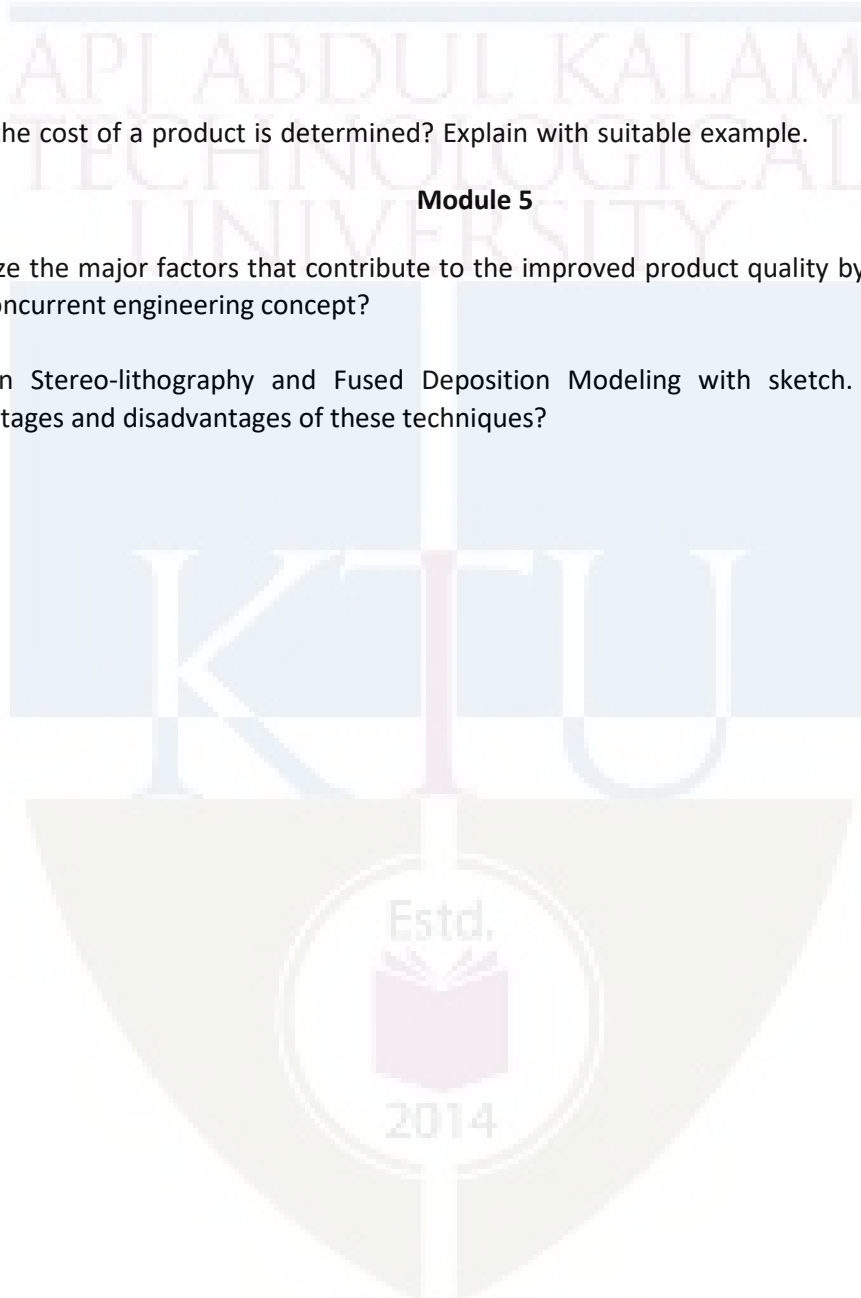 APJ ABDUL KALAM
TECHNOLOGICAL
UNIVERSITY
he cost of a product is determined? Explain with suitable example.
Module 5
ze the major factors that contribute to the improved product quality by
oncurrent engineering concept?
n Stereo-lithography and Fused Deposition Modeling with sketch.
tages and disadvantages of these techniques?
KTU
Estd.
2014